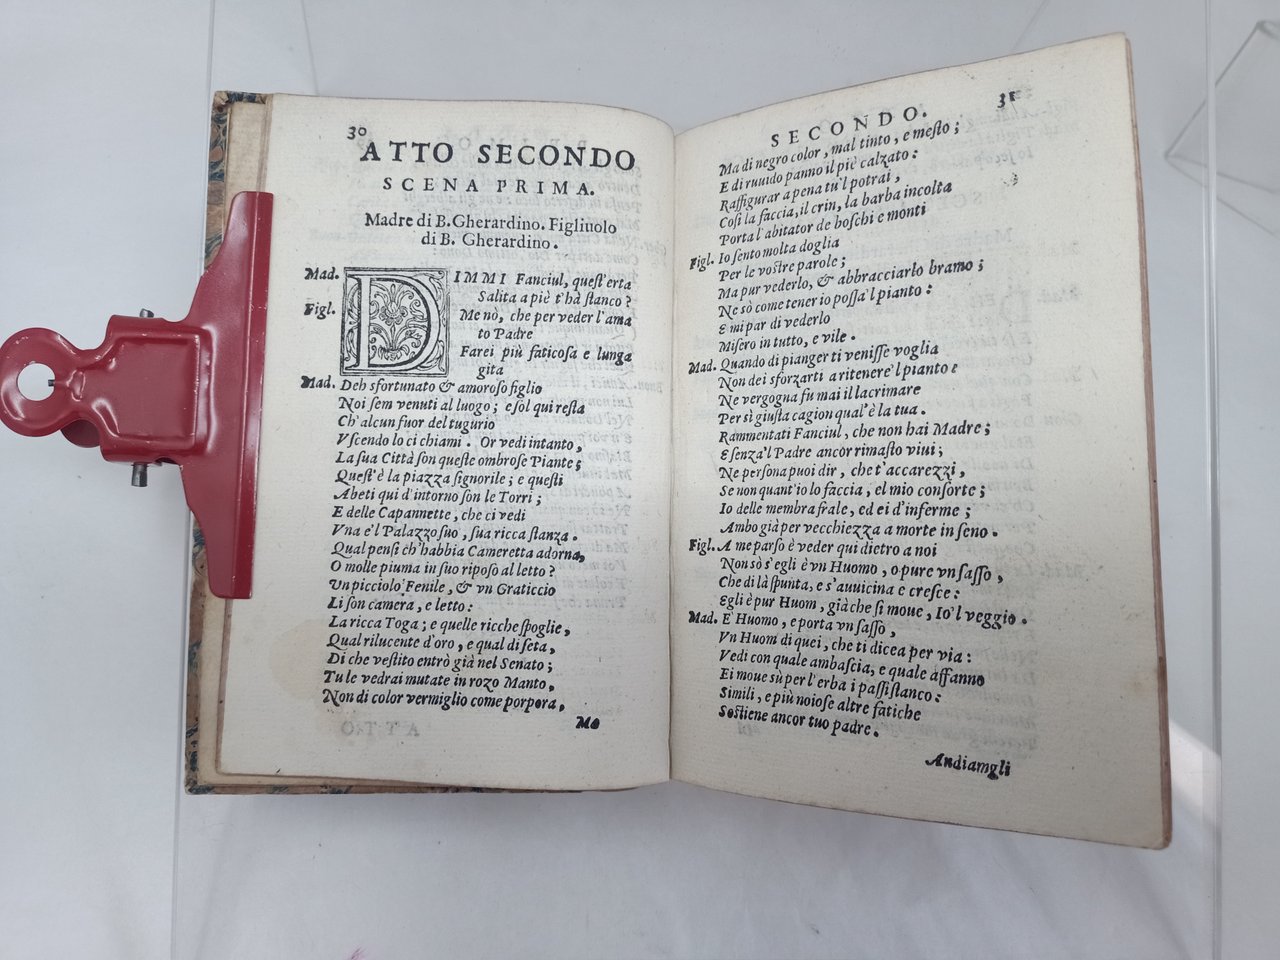 30
ATTO SECONDO
SCENA PRIMA.
Madre di B. Gherardino. Figliuolo
di B. Gherardino.
Mad. DIMMI Fanciul, quest'erta
Salita a piè t'hà stanco?
Figl. Me nò, che per veder l'ama
to Padre
Farei più faticosa e lunga
gita
Mad. Deh sfortunato & amoroso figlio
Noi sem venuti al luogo; e sol qui resta
Ch'alcun fuor del tugurio
Vscendo lo ci chiami. Or vedi intanto,
La sua Città son queste ombrose Piante;
Quest'è la piazza signorile; e questi
Abeti qui d'intorno son le Torri;
E delle Capannette, che ci vedi
Vna e'l Palazzo suo, sua ricca stanza.
Qual pensi ch'habbia Cameretta adorna,
O molle piuma in suo riposo al letto?
Un picciolo Fenile, & vn Graticcio
Li son camera, e letto:
La ricca Toga; e quelle ricche spoglie,
Qual rilucente d'oro, e qual di seta,
Di che vestito entrò già nel Senato;
Tu le vedrai mutate in rozo Manto,
Non di color vermiglio come porpora,
Ma
SECONDO. 31
Ma di negro color, mal tinto, e mesto;
E di ruuido panno il piè calzato:
Raffigurar a pena tu'l potrai,
Così la faccia, il crin, la barba incolta
Porta l'abitator de boschi e monti
Figl. Io sento molta doglia
Per le vostre parole;
Ma pur vederlo, & abbracciarlo bramo;
Ne sò come tener io possa'l pianto:
E mi par di vederlo
Misero in tutto, e vile.
Mad. Quando di pianger ti venisse voglia
Non dei sforzarti a ritener'l pianto
Ne vergogna fu mai il lacrimare
Per sì giusta cagion qual'è la tua.
Rammentati Fanciul, che non hai Madre;
E senza'l Padre ancòr rimasto viui;
Ne persona puoi dir, che t'accarezzi,
Se non quant'io lo faccia, el mio consorte;
Io delle membra frale, ed ei d'inferme;
Ambo già per vecchiezza a morte in seno.
Figl. A me parso è veder qui dietro a noi
Non sò s'egli è vn Huomo, o pure vn sasso,
Che di là spunta, e s'auuicina e cresce:
Egli è pur Huom, già che si moue, Io'l veggio.
Mad. E' Huomo, e porta vn sasso,
Vn Huom di quei, che ti dicea per via:
Vedi con quale ambascia, e quale affanno
Ei moue sù per l'erba i passi stanco:
Simili, e più noiose altre fatiche
Sostiene ancor tuo padre.
Andiamgli